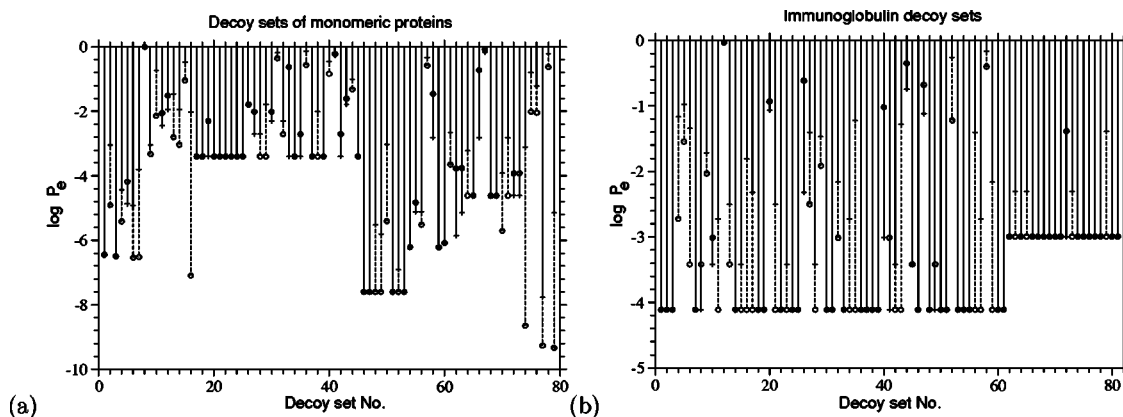 Decoy sets of monomeric proteins
0
-2
-4
-6
-8
-10
log Pe
0 20 40 60 80
Decoy set No.
(a)
Immunoglobulin decoy sets
0
-1
-2
-3
-4
-5
log Pe
0 20 40 60 80
Decoy set No.
(b)